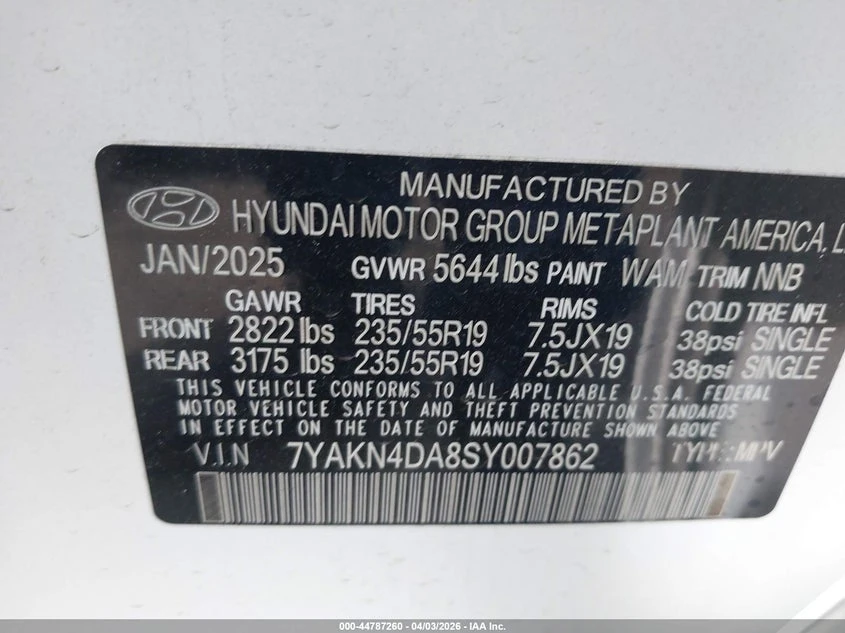 MANUFACTURED BY
HYUNDAI MOTOR GROUP METAPLANT AMERICA, L
JAN/2025 GVWR 5644lbs PAINT WAM TRIM NNB
GAWR TIRES RIMS COLD TIRE INFL
FRONT 2822 lbs 235/55R19 7.5JX19 38psi SINGLE
REAR 3175 lbs 235/55R19 7.5JX19 38psi SINGLE
THIS VEHICLE CONFORMS TO ALL APPLICABLE U.S.A. FEDERAL
MOTOR VEHICLE SAFETY AND THEFT PREVENTION STANDARDS
IN EFFECT ON THE DATE OF MANUFACTURE SHOWN ABOVE
V.I.N 7YAKN4DA8SY007862 TYPE:MPV
000-44787260 - 04/03/2026 - IAA Inc.